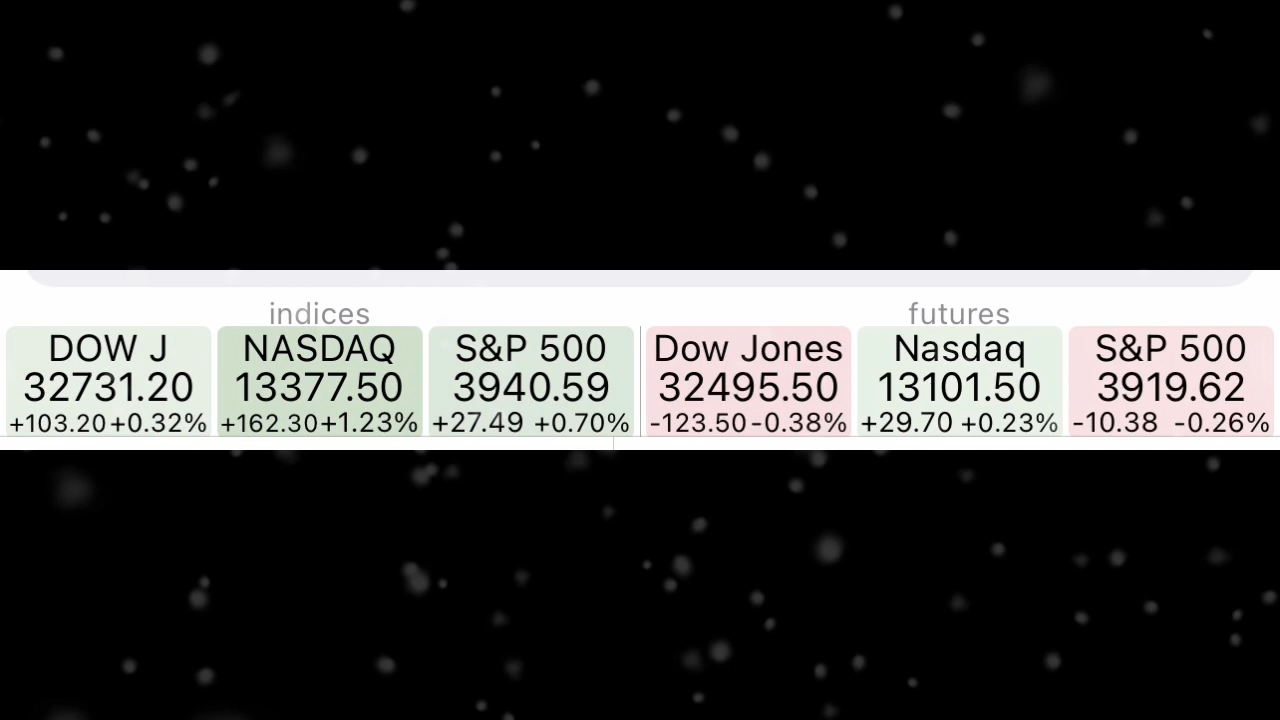 indices
futures
DOW J
32731.20
+103.20 +0.32%
NASDAQ
13377.50
+162.30 +1.23%
S&P 500
3940.59
+27.49 +0.70%
Dow Jones
32495.50
-123.50 -0.38%
Nasdaq
13101.50
+29.70 +0.23%
S&P 500
3919.62
-10.38 -0.26%